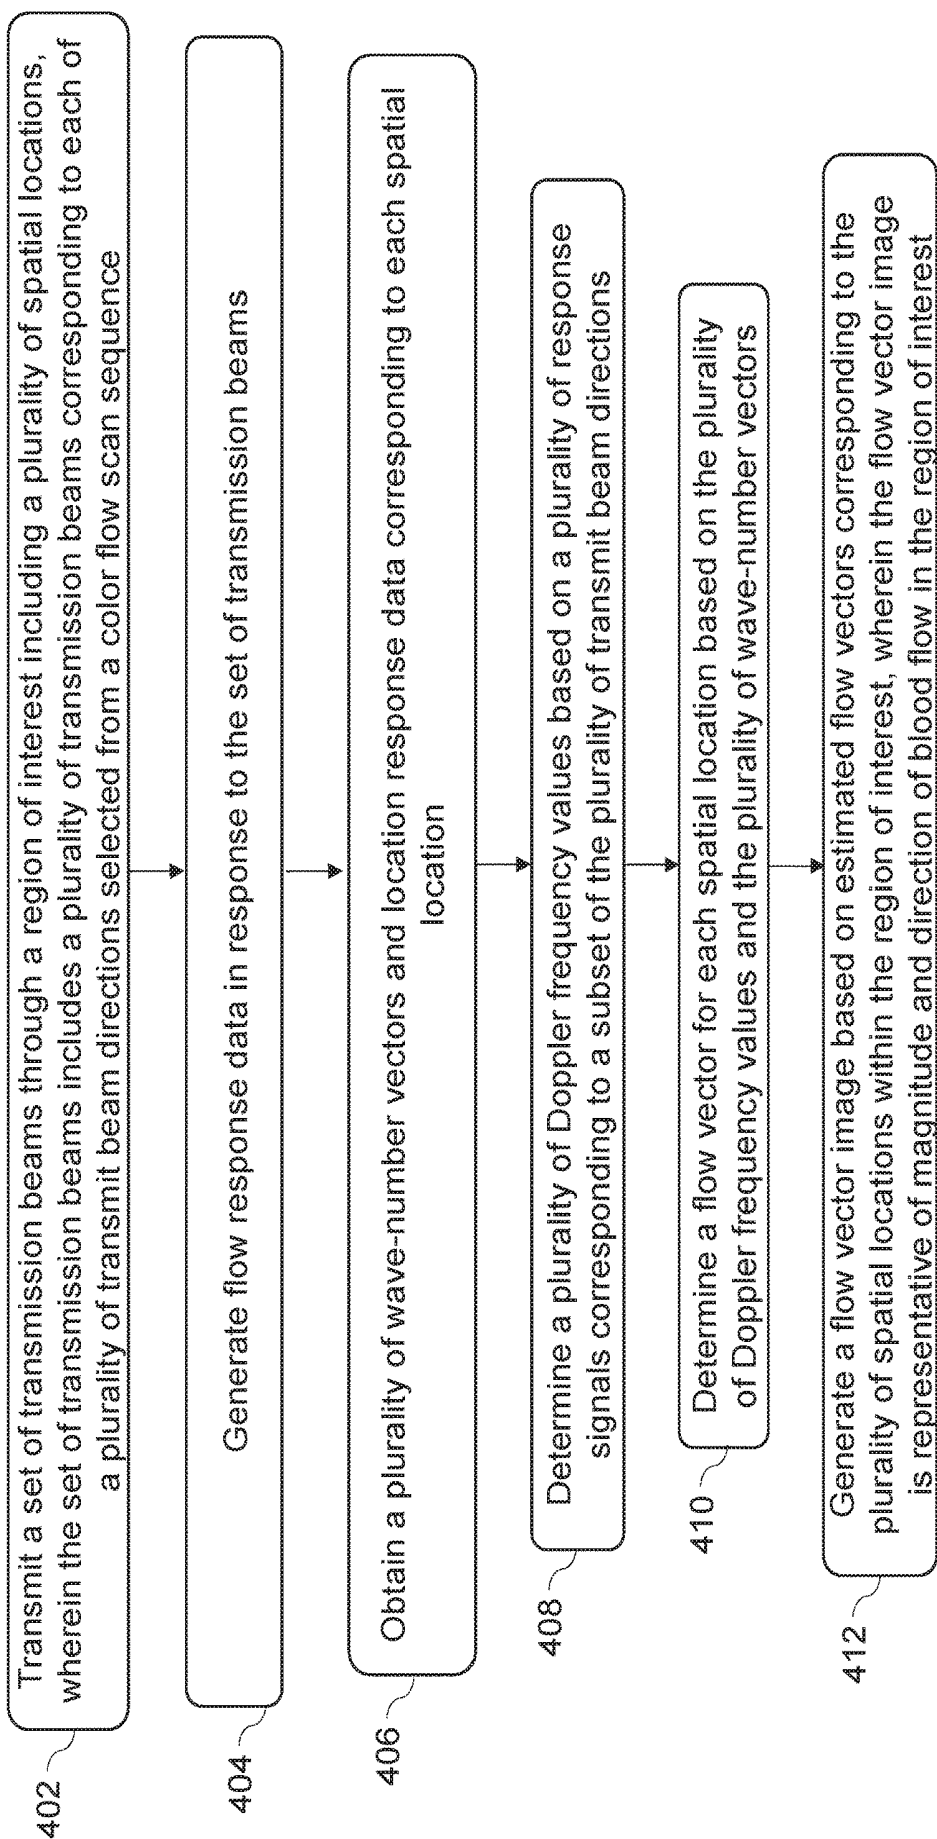 402
Transmit a set of transmission beams through a region of interest including a plurality of spatial locations,
wherein the set of transmission beams includes a plurality of transmission beams corresponding to each of
a plurality of transmit beam directions selected from a color flow scan sequence
404
Generate flow response data in response to the set of transmission beams
406
Obtain a plurality of wave-number vectors and location response data corresponding to each spatial
location
408
Determine a plurality of Doppler frequency values based on a plurality of response
signals corresponding to a subset of the plurality of transmit beam directions
410
Determine a flow vector for each spatial location based on the plurality
of Doppler frequency values and the plurality of wave-number vectors
412
Generate a flow vector image based on estimated flow vectors corresponding to the
plurality of spatial locations within the region of interest, wherein the flow vector image
is representative of magnitude and direction of blood flow in the region of interest